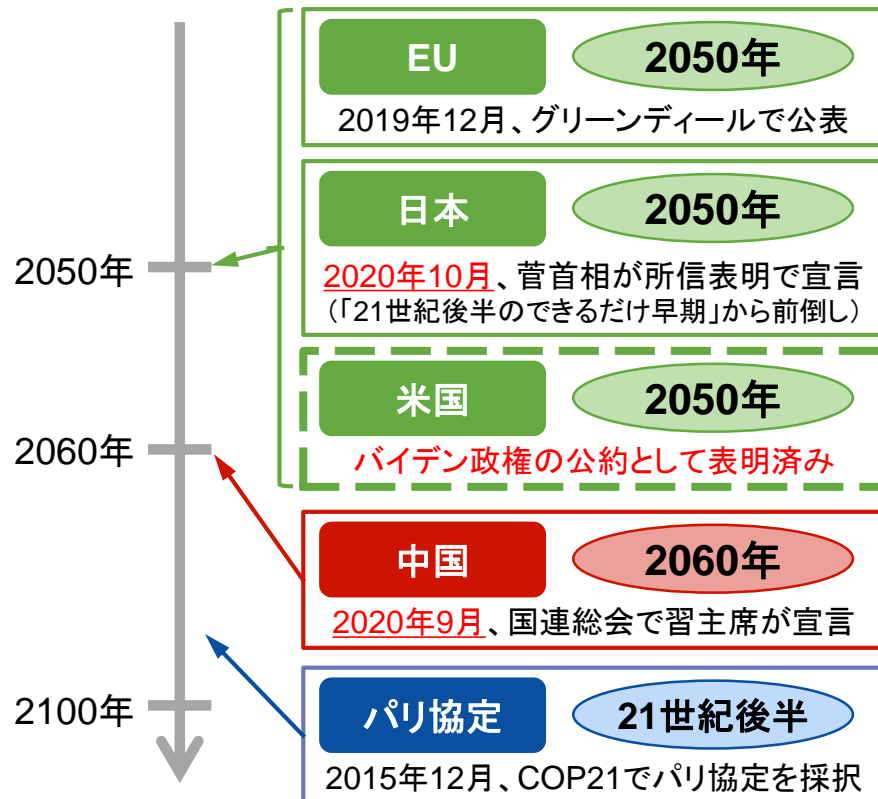 EU 2050年
2019年12月、グリーンディールで公表
日本 2050年
2020年10月、菅首相が所信表明で宣言
（「21世紀後半のできるだけ早期」から前倒し）
米国 2050年
バイデン政権の公約として表明済み
中国 2060年
2020年9月、国連総会で習主席が宣言
パリ協定 21世紀後半
2015年12月、COP21でパリ協定を採択
2050年
2060年
2100年